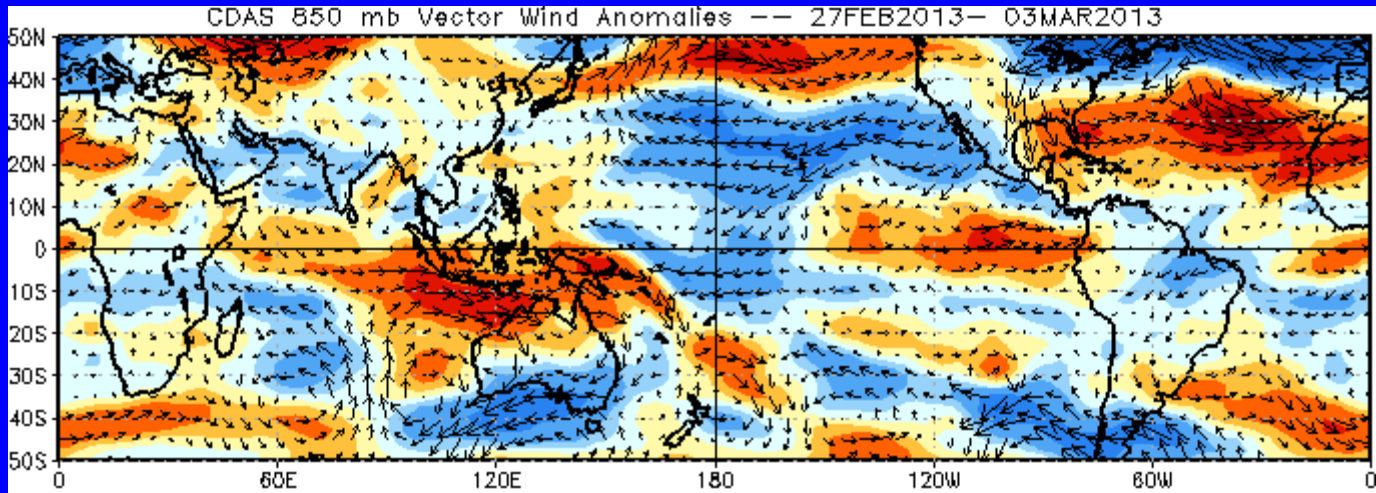 CDAS 850 mb Vector Wind Anomalies -- 27FEB2013- 03MAR2013
50N
40N
30N
20N
10N
0
10S
20S
30S
40S
50S
0 60E 120E 180 120W 60W 0